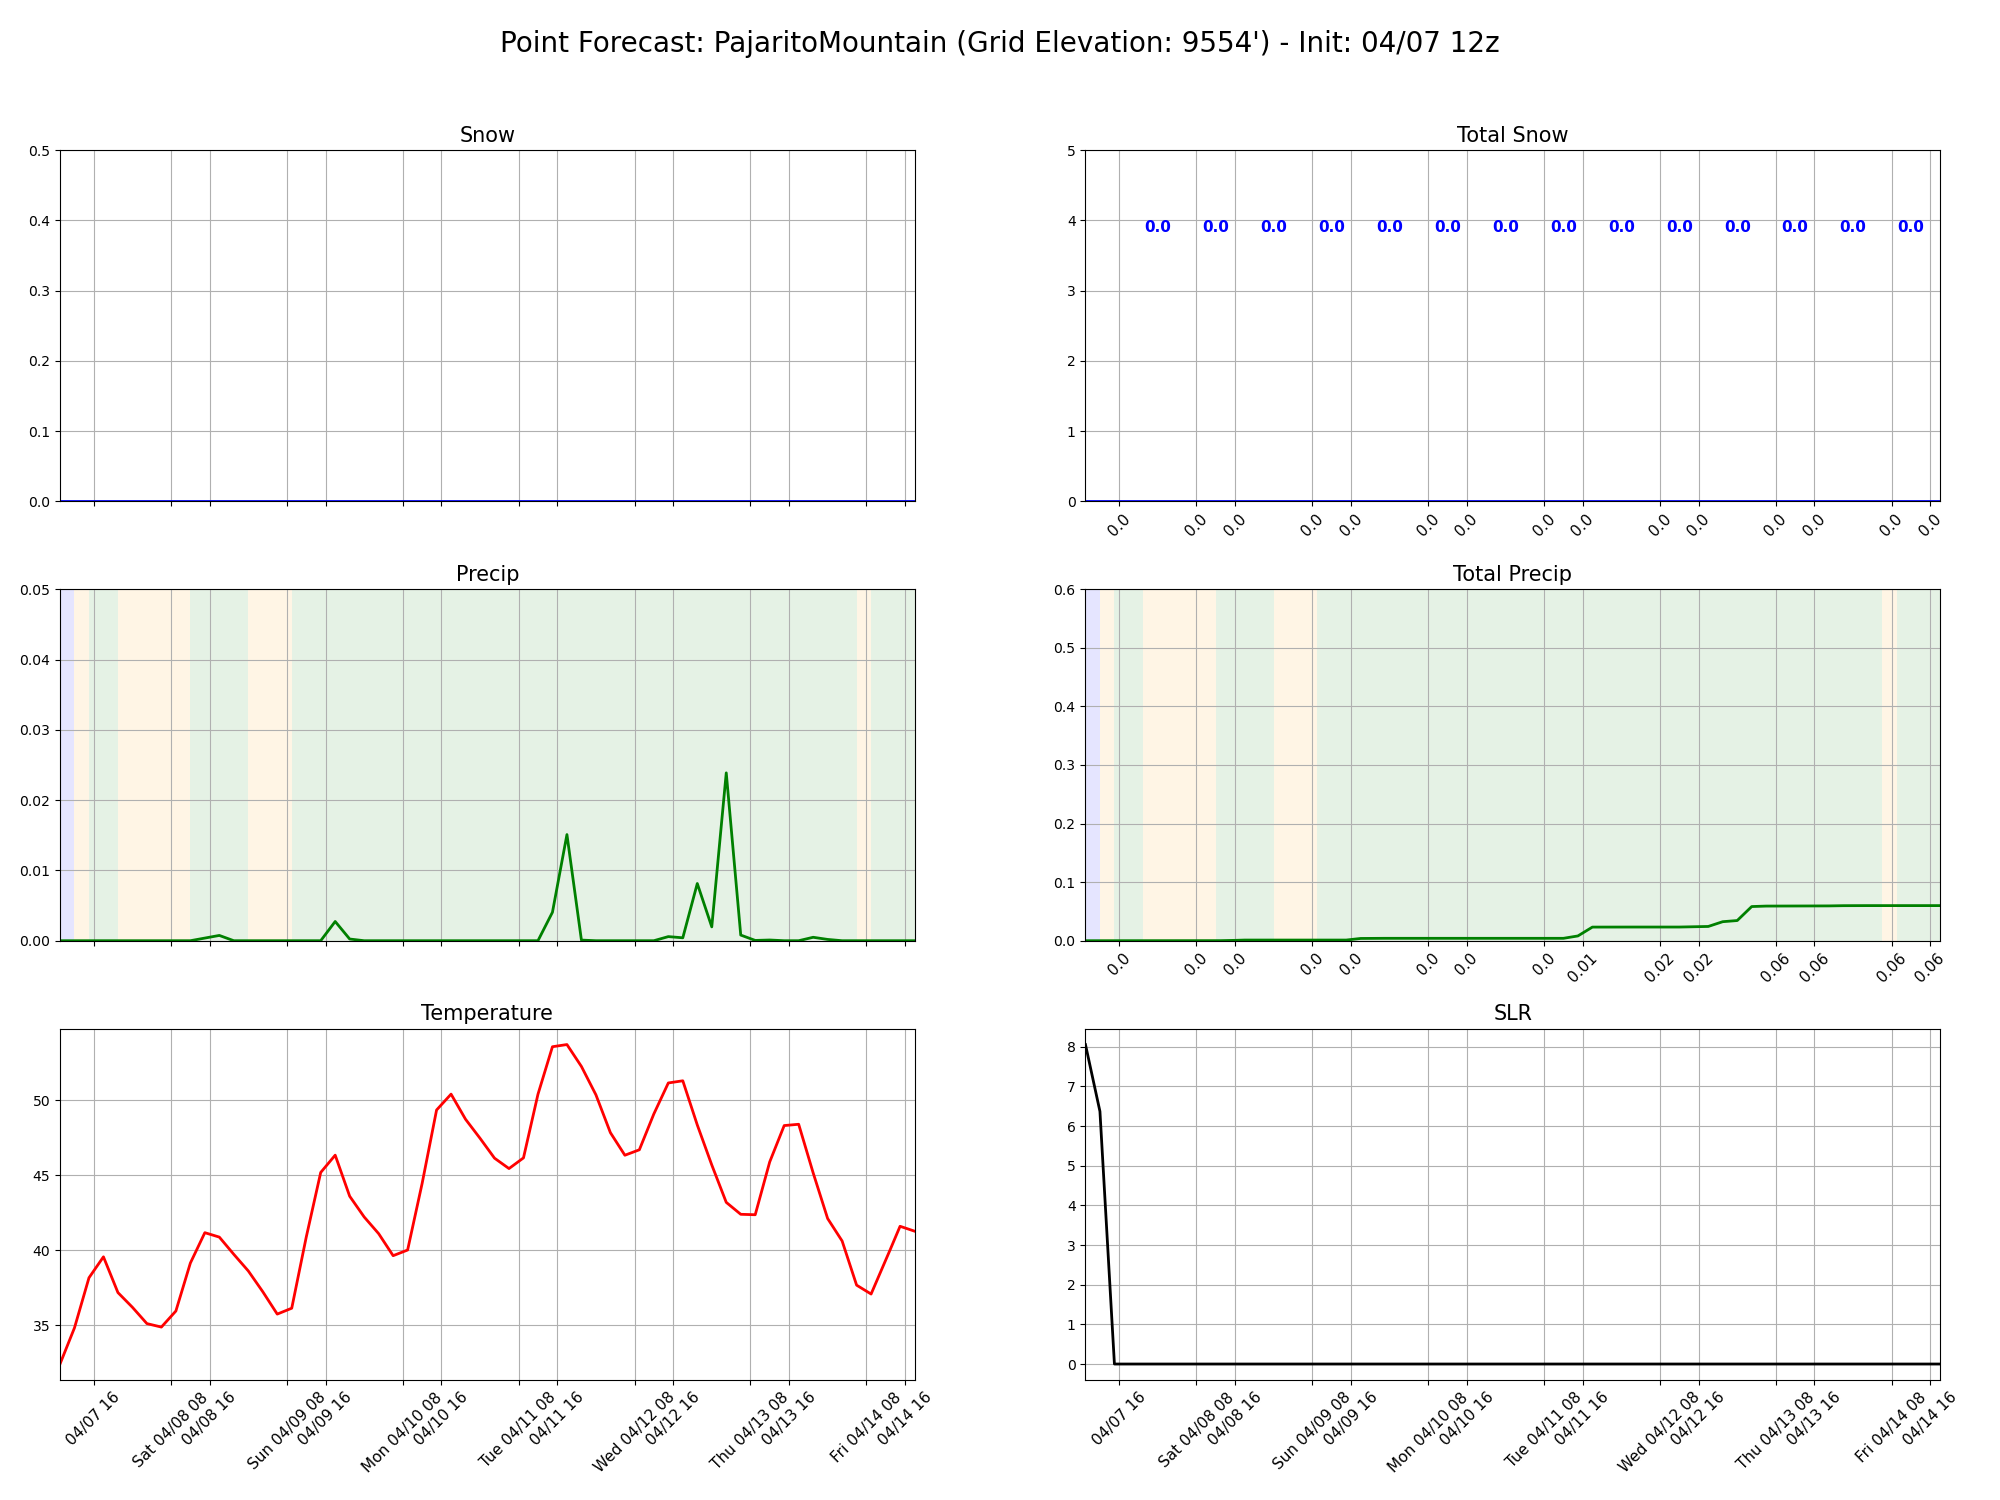 Point Forecast: PajaritoMountain (Grid Elevation: 9554') - Init: 04/07 12z
Snow
0.5
0.4
0.3
0.2
0.1
0.0
Total Snow
5
4
3
2
1
0
0.0 0.0 0.0 0.0 0.0 0.0 0.0 0.0 0.0 0.0 0.0 0.0 0.0 0.0
0.0 0.0 0.0 0.0 0.0 0.0 0.0 0.0 0.0 0.0 0.0 0.0 0.0 0.0 0.0
Precip
0.05
0.04
0.03
0.02
0.01
0.00
Total Precip
0.6
0.5
0.4
0.3
0.2
0.1
0.0
0.0 0.0 0.0 0.0 0.0 0.0 0.0 0.0 0.01 0.02 0.02 0.06 0.06 0.06 0.06
Temperature
50
45
40
35
04/07 16
Sat 04/08 08
04/08 16
Sun 04/09 08
04/09 16
Mon 04/10 08
04/10 16
Tue 04/11 08
04/11 16
Wed 04/12 08
04/12 16
Thu 04/13 08
04/13 16
Fri 04/14 08
04/14 16
SLR
8
7
6
5
4
3
2
1
0
04/07 16
Sat 04/08 08
04/08 16
Sun 04/09 08
04/09 16
Mon 04/10 08
04/10 16
Tue 04/11 08
04/11 16
Wed 04/12 08
04/12 16
Thu 04/13 08
04/13 16
Fri 04/14 08
04/14 16